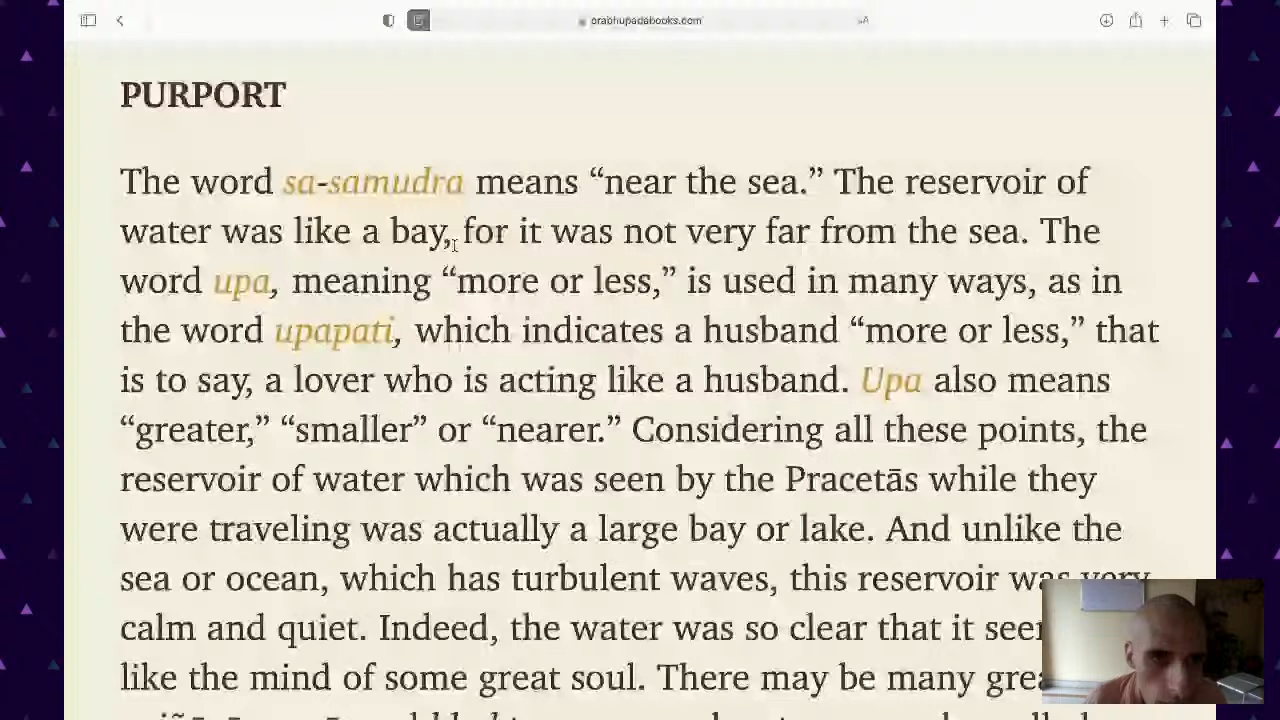 prabhupadabooks.com
PURPORT
The word sa-samudra means “near the sea.” The reservoir of
water was like a bay, for it was not very far from the sea. The
word upa, meaning “more or less,” is used in many ways, as in
the word upapati, which indicates a husband “more or less,” that
is to say, a lover who is acting like a husband. Upa also means
“greater,” “smaller” or “nearer.” Considering all these points, the
reservoir of water which was seen by the Pracetās while they
were traveling was actually a large bay or lake. And unlike the
sea or ocean, which has turbulent waves, this reservoir was very
calm and quiet. Indeed, the water was so clear that it
like the mind of some great soul. There may be many